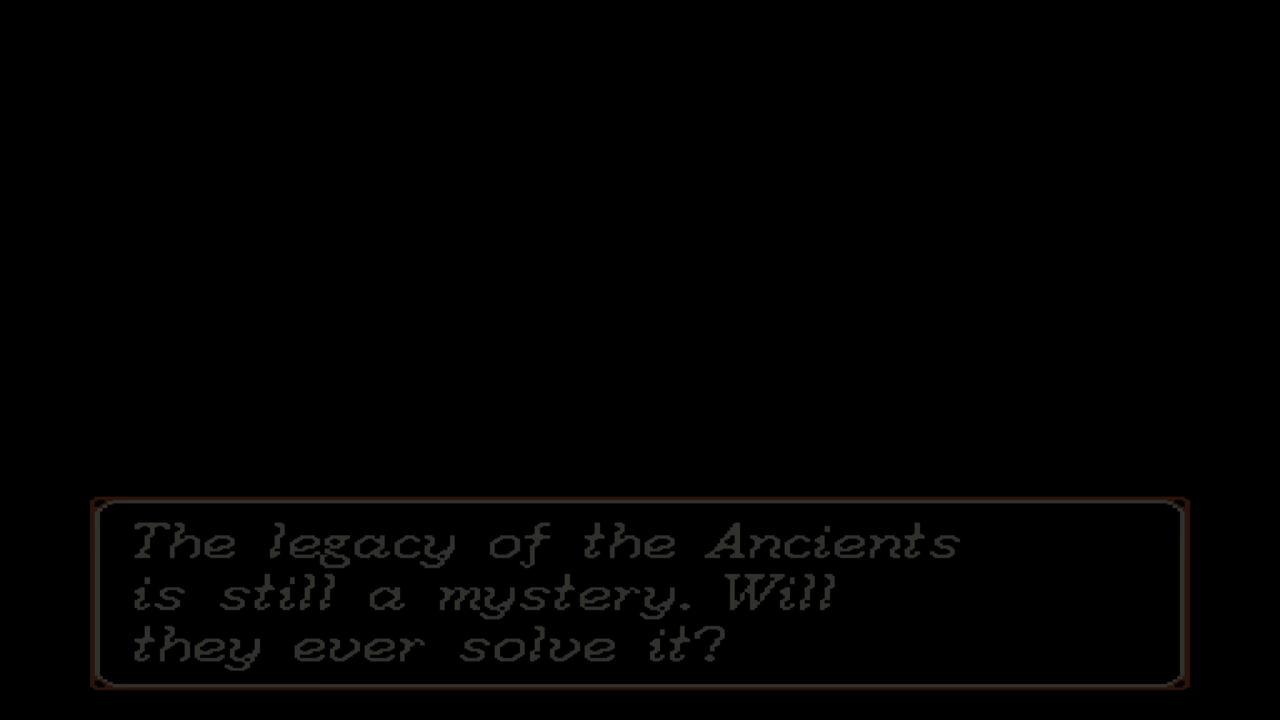 The legacy of the Ancients
is still a mystery. Will
they ever solve it?